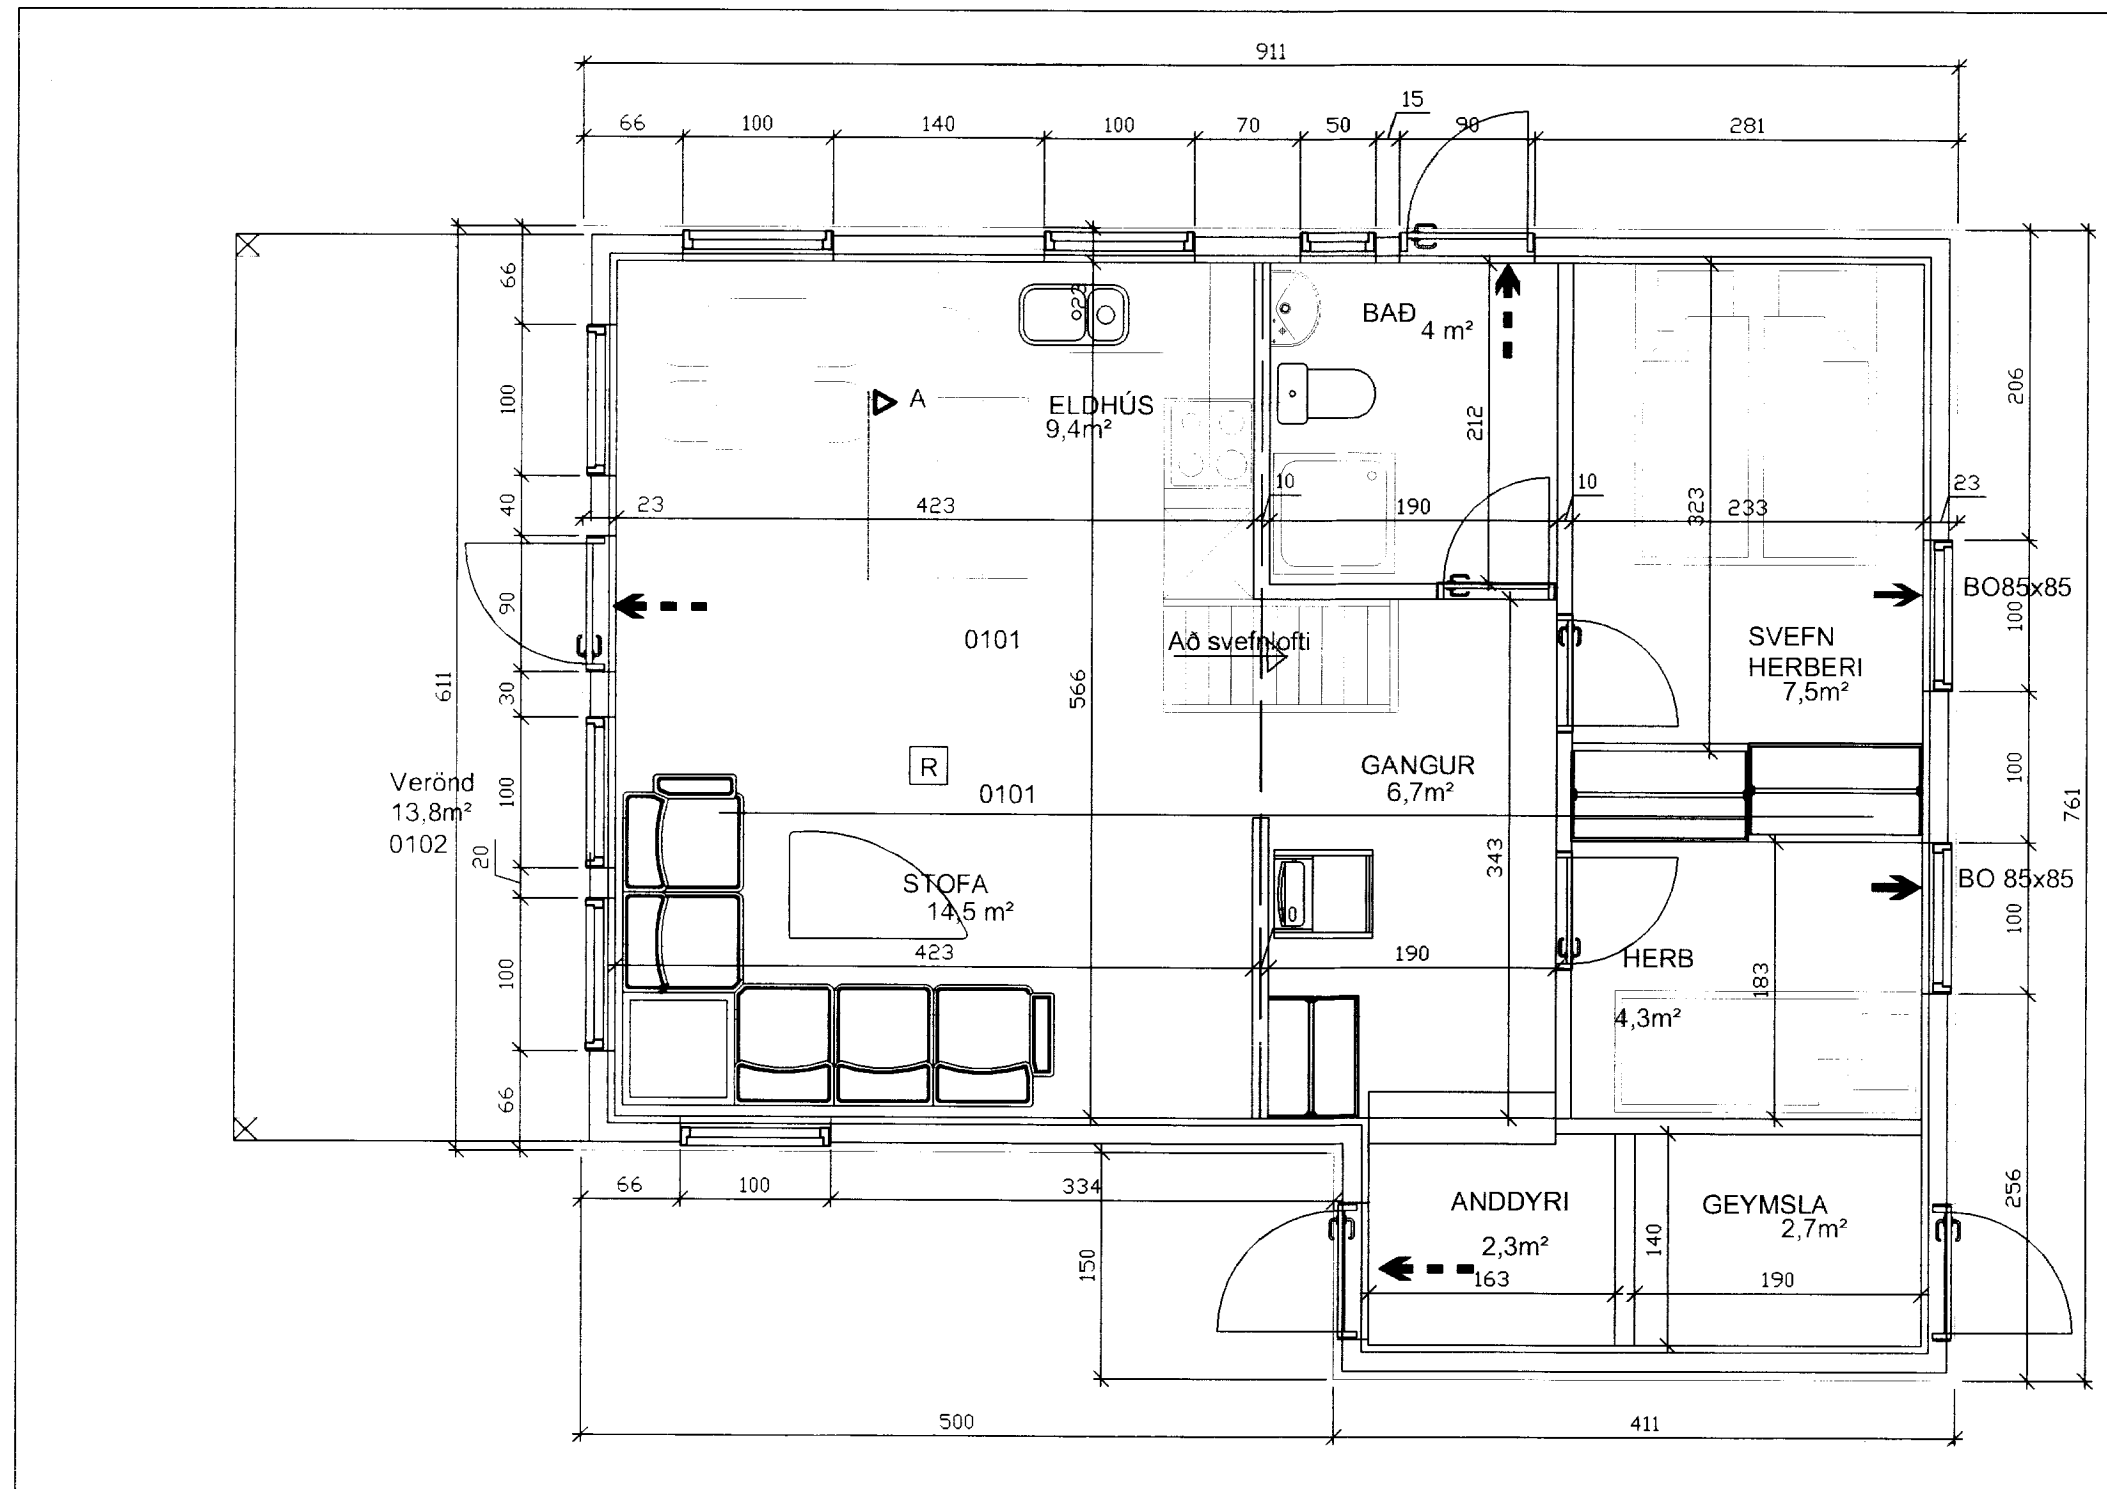 911
66
100
140
100
70
50
15
90
281
611
66
100
40
90
30
100
20
100
66
23
BAÐ
4 m²
A
ELDHÚS
9,4m²
212
323
206
23
423
10
190
10
233
23
BO85x85
100
0101
Að svefnlofti
SVEFN
HERBERI
7,5m²
566
R
GANGUR
6,7m²
100
761
Verönd
13,8m²
0102
0101
343
STOFA
14,5 m²
BO 85x85
100
423
190
HERB
183
4,3m²
66
100
334
150
ANDDYRI
2,3m²
163
140
GEYMSLA
2,7m²
190
256
500
411